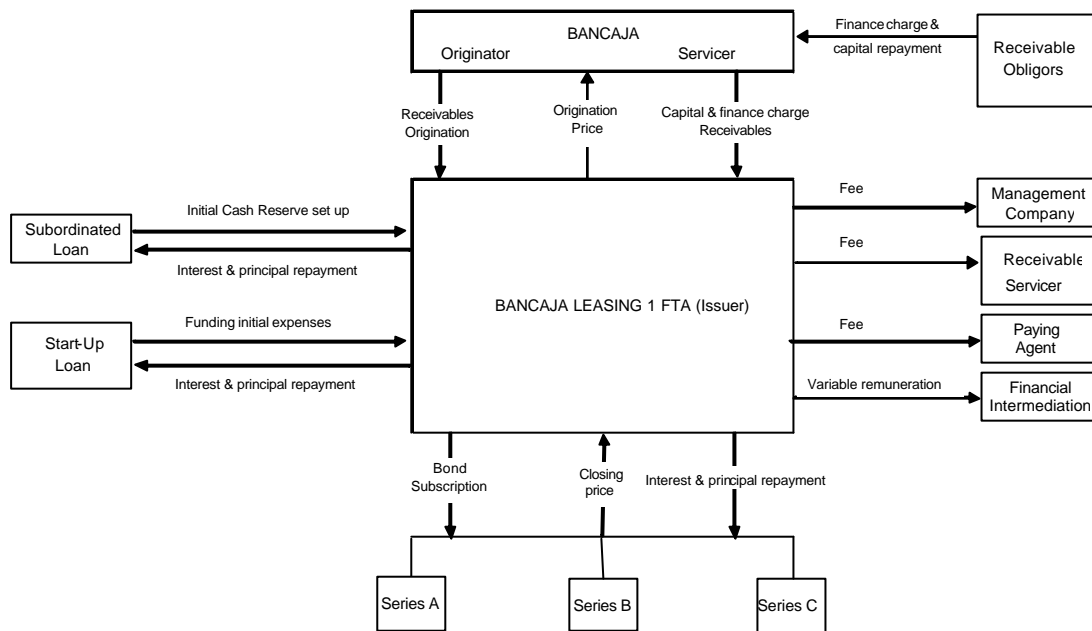 BANCAJA
Originator
Servicer
Finance charge &
capital repayment
Receivable
Obligors
Receivables
Origination
Origination
Price
Capital & finance charge
Receivables
Subordinated
Loan
Initial Cash Reserve set up
Interest & principal repayment
Start-Up
Loan
Funding initial expenses
Interest & principal repayment
BANCAJA LEASING 1 FTA (Issuer)
Fee
Management
Company
Fee
Receivable
Servicer
Fee
Paying
Agent
Variable remuneration
Financial
Intermediation
Bond
Subscription
Closing
price
Interest & principal repayment
Series A
Series B
Series C